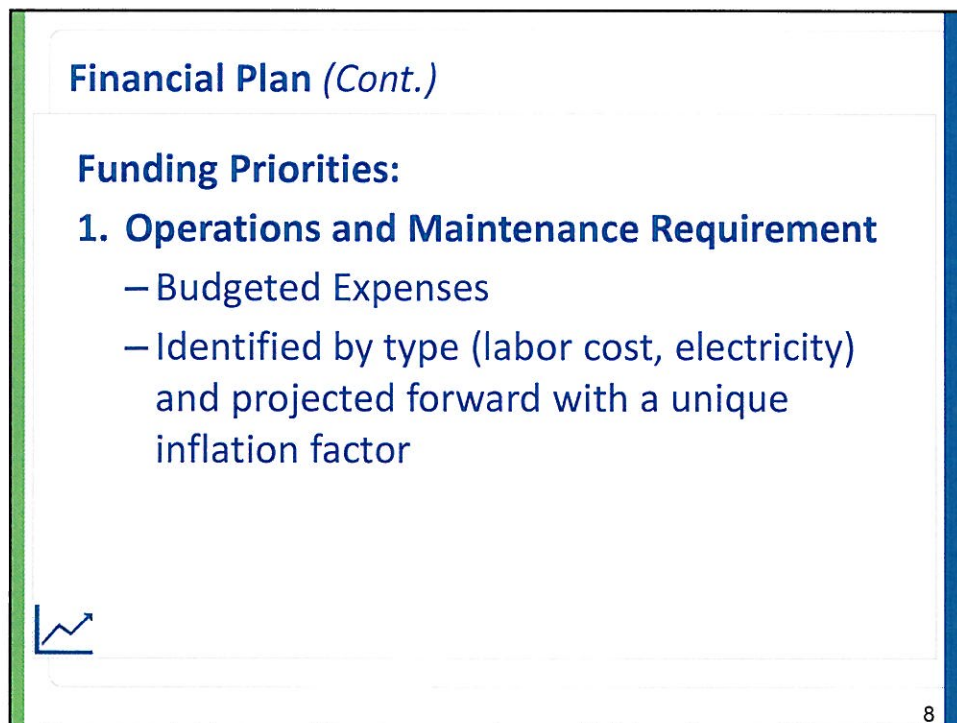 Financial Plan (Cont.)
Funding Priorities:
1. Operations and Maintenance Requirement
– Budgeted Expenses
– Identified by type (labor cost, electricity)
and projected forward with a unique
inflation factor
8